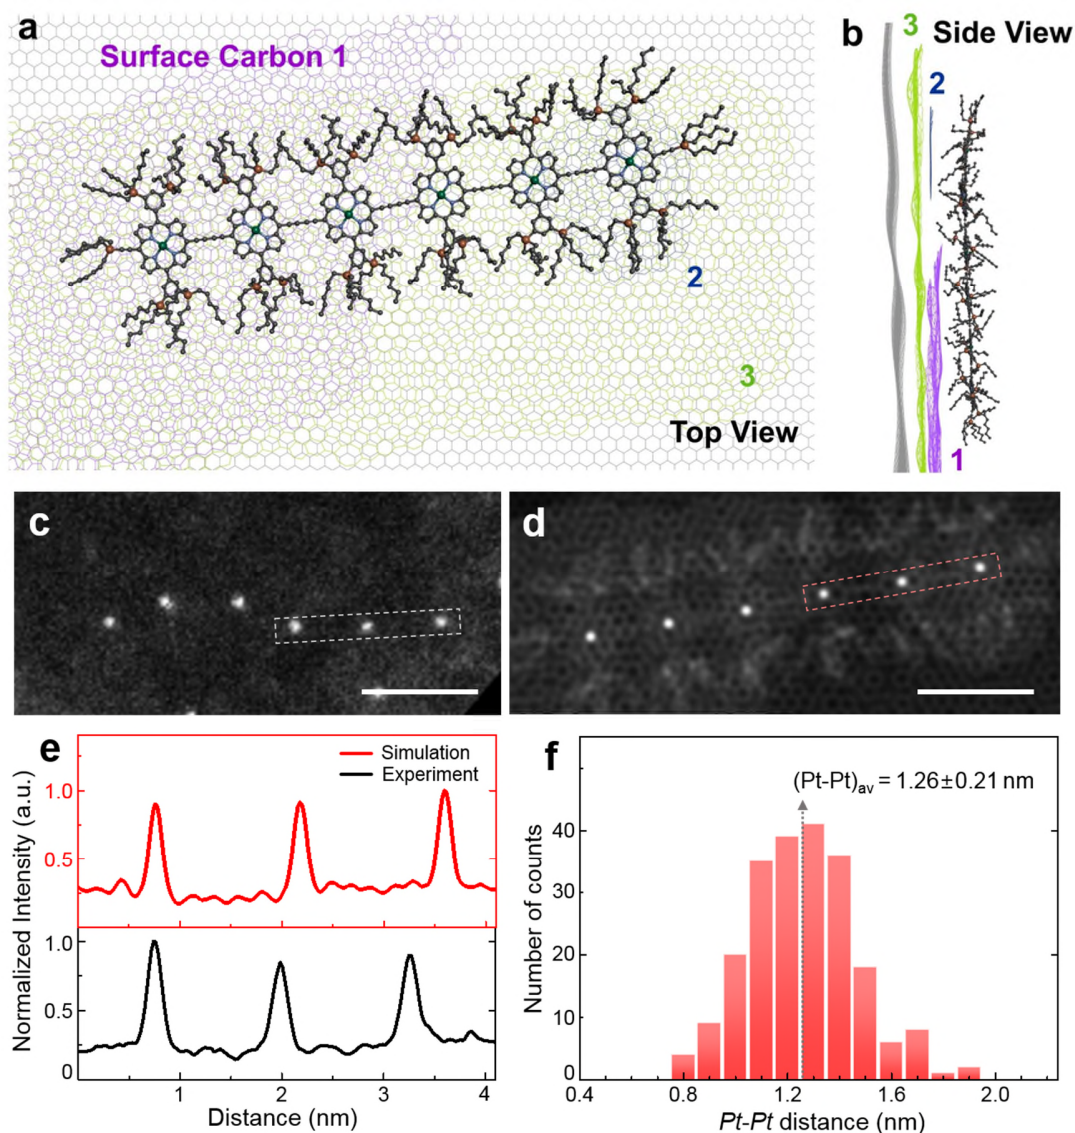 a
Surface Carbon 1
2
3
Top View
b
3
Side View
2
1
c
d
e
Simulation
Experiment
1.0
0.5
1.0
0.5
0
1
2
3
4
Normalized Intensity (a.u.)
Distance (nm)
f
(Pt-Pt)av = 1.26±0.21 nm
40
30
20
10
0
0.4
0.8
1.2
1.6
2.0
Number of counts
Pt-Pt distance (nm)